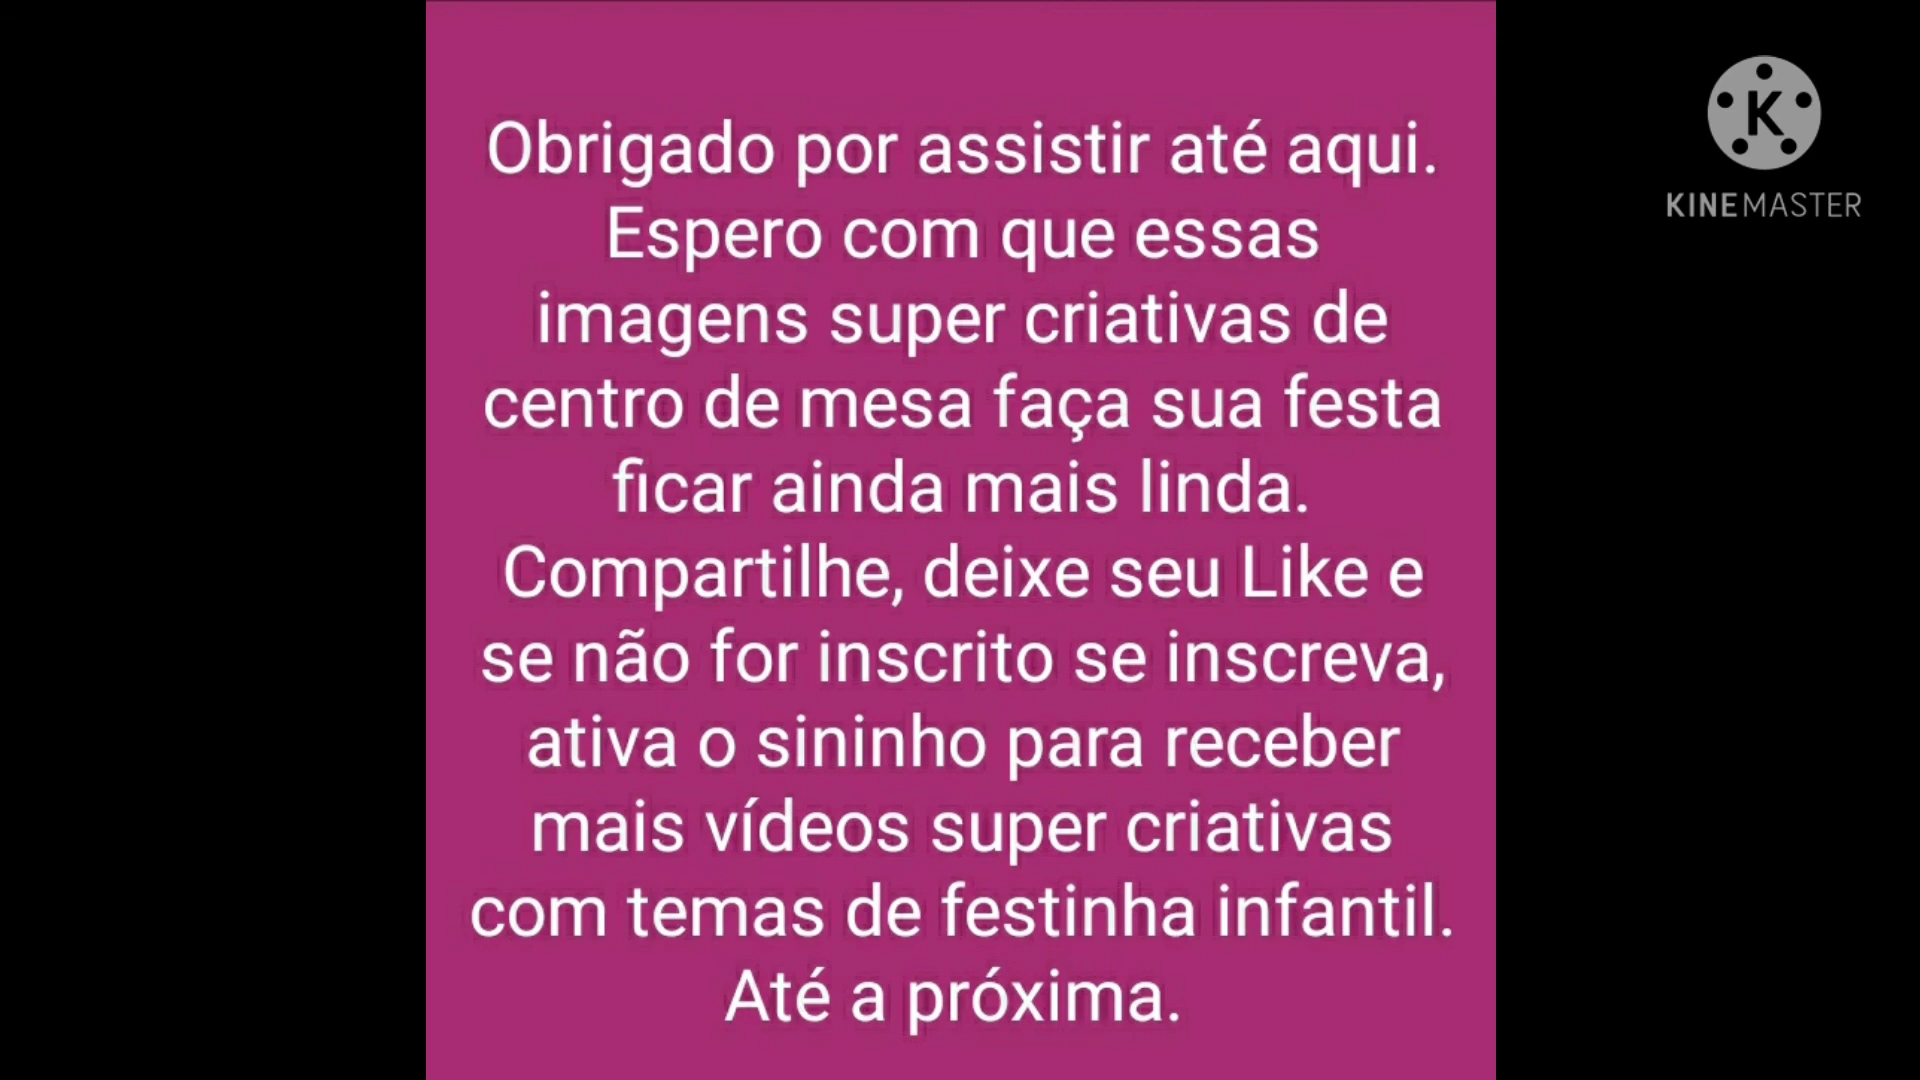 Obrigado por assistir até aqui.
Espero com que essas
imagens super criativas de
centro de mesa faça sua festa
ficar ainda mais linda.
Compartilhe, deixe seu Like e
se não for inscrito se inscreva,
ativa o sininho para receber
mais vídeos super criativas
com temas de festinha infantil.
Até a próxima.
K
KINEMASTER